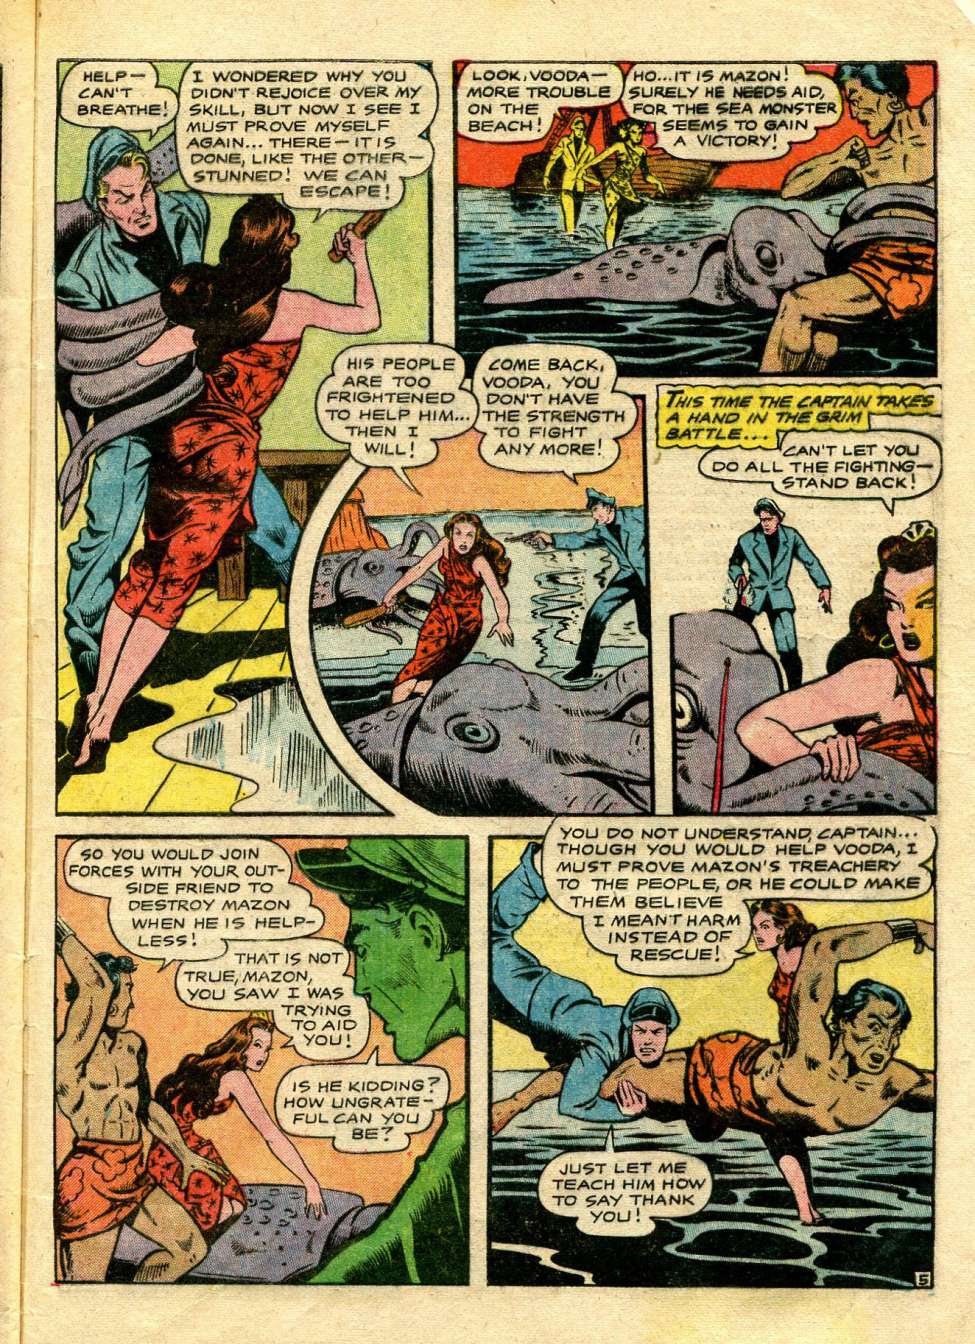 HELP—
CAN'T
BREATHE!
I WONDERED WHY YOU
DIDN'T REJOICE OVER MY
SKILL, BUT NOW I SEE I
MUST PROVE MYSELF
AGAIN... THERE—IT IS
DONE, LIKE THE OTHER—
STUNNED! WE CAN
ESCAPE!
LOOK, VOODA—
MORE TROUBLE
ON THE
BEACH!
HO...IT IS MAZON!
SURELY HE NEEDS AID,
FOR THE SEA MONSTER
SEEMS TO GAIN
A VICTORY!
HIS PEOPLE
ARE TOO
FRIGHTENED
TO HELP HIM...
THEN I
WILL!
COME BACK,
VOODA, YOU
DON'T HAVE
THE STRENGTH
TO FIGHT
ANY MORE!
THIS TIME THE CAPTAIN TAKES
A HAND IN THE GRIM
BATTLE...
CAN'T LET YOU
DO ALL THE FIGHTING—
STAND BACK!
SO YOU WOULD JOIN
FORCES WITH YOUR OUT-
SIDE FRIEND TO
DESTROY MAZON
WHEN HE IS HELP-
LESS!
THAT IS NOT
TRUE, MAZON,
YOU SAW I WAS
TRYING
TO AID
YOU!
IS HE KIDDING?
HOW UNGRATE-
FUL CAN YOU
BE?
YOU DO NOT UNDERSTAND, CAPTAIN...
THOUGH YOU WOULD HELP VOODA, I
MUST PROVE MAZON'S TREACHERY
TO THE PEOPLE, OR HE COULD MAKE
THEM BELIEVE
I MEANT HARM
INSTEAD OF
RESCUE!
JUST LET ME
TEACH HIM HOW
TO SAY THANK
YOU!
5